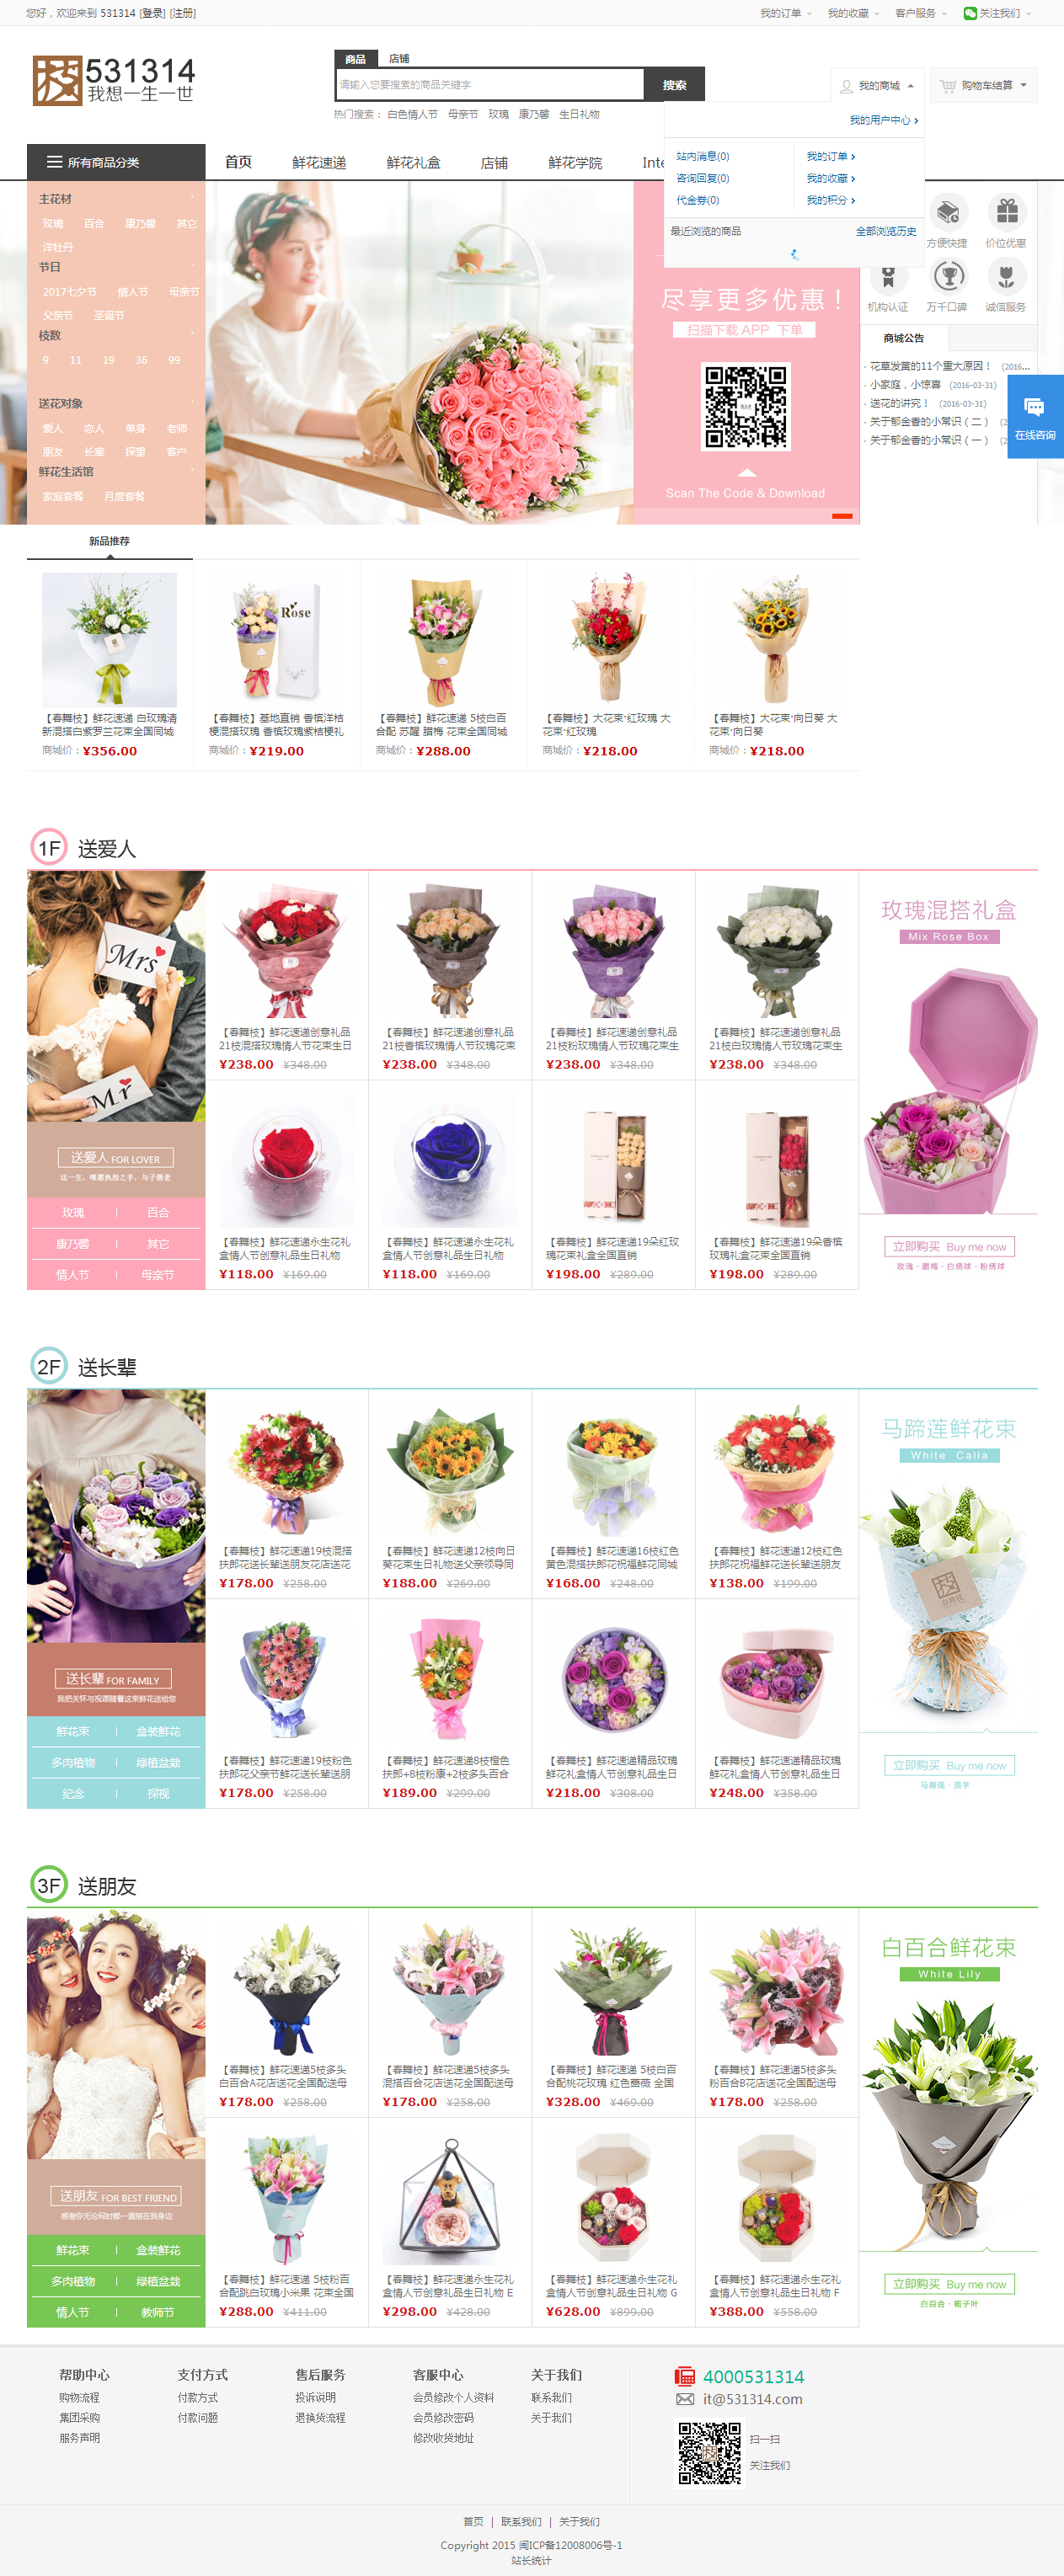 您好，欢迎来到 531314 [登录] [注册]
我的订单 我的收藏 客户服务 关注我们
531314
我想一生一世
商品 店铺
请输入您要搜索的商品关键字 搜索
热门搜索： 白色情人节 母亲节 玫瑰 康乃馨 生日礼物
我的商城 购物车结算
我的用户中心
站内消息(0) 我的订单
咨询回复(0) 我的收藏
代金券(0) 我的积分
最近浏览的商品 全部浏览历史
所有商品分类 首页 鲜花速递 鲜花礼盒 店铺 鲜花学院
主花材
玫瑰 百合 康乃馨 其它
洋牡丹
节日
2017七夕节 情人节 母亲节
父亲节 圣诞节
枝数
9 11 19 36 99
送花对象
爱人 恋人 单身 老师
朋友 长辈 探望 客户
鲜花生活馆
家庭套餐 月度套餐
尽享更多优惠！
扫描下载 APP 下单
Scan The Code & Download
方便快捷 价位优惠
机构认证 万千口碑 诚信服务
商城公告
· 花草发黄的11个重大原因！ (2016...
· 小家庭，小惊喜 (2016-03-31)
· 送花的讲究！ (2016-03-31)
· 关于郁金香的小常识（二）
· 关于郁金香的小常识（一）
在线咨询
新品推荐
Rose
【春舞枝】鲜花速递 白玫瑰清
新混搭白紫罗兰花束全国同城
商城价：¥356.00
【春舞枝】基地直销 香槟洋桔
梗混搭玫瑰 香槟玫瑰紫桔梗礼
商城价：¥219.00
【春舞枝】鲜花速递 5枝白百
合配 苏醒 腊梅 花束全国同城
商城价：¥288.00
【春舞枝】大花束·红玫瑰 大
花束·红玫瑰
商城价：¥218.00
【春舞枝】大花束·向日葵 大
花束·向日葵
商城价：¥218.00
1F 送爱人
Mrs
Mr
送爱人 FOR LOVER
这一生，唯愿执指之手，与子偕老
玫瑰 | 百合
康乃馨 | 其它
情人节 | 母亲节
【春舞枝】鲜花速递创意礼品
21枝混搭玫瑰情人节花束生日
¥238.00 ¥348.00
【春舞枝】鲜花速递创意礼品
21枝香槟玫瑰情人节玫瑰花束
¥238.00 ¥348.00
【春舞枝】鲜花速递创意礼品
21枝粉玫瑰情人节玫瑰花束生
¥238.00 ¥348.00
【春舞枝】鲜花速递创意礼品
21枝白玫瑰情人节玫瑰花束生
¥238.00 ¥348.00
【春舞枝】鲜花速递永生花礼
盒情人节创意礼品生日礼物
¥118.00 ¥169.00
【春舞枝】鲜花速递永生花礼
盒情人节创意礼品生日礼物
¥118.00 ¥169.00
【春舞枝】鲜花速递19朵红玫
瑰花束礼盒全国直销
¥198.00 ¥289.00
【春舞枝】鲜花速递19朵香槟
玫瑰礼盒花束全国直销
¥198.00 ¥289.00
玫瑰混搭礼盒
Mix Rose Box
立即购买 Buy me now
玫瑰·腊梅·白绣球·粉绣球
2F 送长辈
送长辈 FOR FAMILY
我把关怀与祝愿随着这束鲜花送给您
鲜花束 | 盒装鲜花
多肉植物 | 绿植盆栽
纪念 | 探视
【春舞枝】鲜花速递19枝混搭
扶郎花送长辈送朋友花店送花
¥178.00 ¥258.00
【春舞枝】鲜花速递12枝向日
葵花束生日礼物送父亲领导同
¥188.00 ¥269.00
【春舞枝】鲜花速递16枝红色
黄色混搭扶郎花祝福鲜花同城
¥168.00 ¥248.00
【春舞枝】鲜花速递12枝红色
扶郎花祝福鲜花送长辈送朋友
¥138.00 ¥199.00
【春舞枝】鲜花速递19枝粉色
扶郎花父亲节鲜花送长辈送朋
¥178.00 ¥258.00
【春舞枝】鲜花速递8枝橙色
扶郎+8枝粉康+2枝多头百合
¥189.00 ¥299.00
【春舞枝】鲜花速递精品玫瑰
鲜花礼盒情人节创意礼品生日
¥218.00 ¥308.00
【春舞枝】鲜花速递精品玫瑰
鲜花礼盒情人节创意礼品生日
¥248.00 ¥358.00
马蹄莲鲜花束
White Calla
立即购买 Buy me now
3F 送朋友
送朋友 FOR BEST FRIEND
感谢你无论何时都一直陪在我身边
鲜花束 | 盒装鲜花
多肉植物 | 绿植盆栽
情人节 | 教师节
【春舞枝】鲜花速递5枝多头
白百合A花店送花全国配送母
¥178.00 ¥258.00
【春舞枝】鲜花速递5枝多头
混搭百合花店送花全国配送母
¥178.00 ¥258.00
【春舞枝】鲜花速递 5枝白百
合配桃花玫瑰 红色蔷薇 全国
¥328.00 ¥469.00
【春舞枝】鲜花速递5枝多头
粉百合B花店送花全国配送母
¥178.00 ¥258.00
【春舞枝】鲜花速递 5枝粉百
合配跳白玫瑰小米果 花束全国
¥288.00 ¥411.00
【春舞枝】鲜花速递永生花礼
盒情人节创意礼品生日礼物 E
¥298.00 ¥428.00
【春舞枝】鲜花速递永生花礼
盒情人节创意礼品生日礼物 G
¥628.00 ¥899.00
【春舞枝】鲜花速递永生花礼
盒情人节创意礼品生日礼物 F
¥388.00 ¥558.00
白百合鲜花束
White Lily
立即购买 Buy me now
白百合·栀子叶
帮助中心 支付方式 售后服务 客服中心 关于我们
购物流程 付款方式 投诉说明 会员修改个人资料 联系我们
集团采购 付款问题 退换货流程 会员修改密码 关于我们
服务声明 修改收货地址
4000531314
it@531314.com
扫一扫
关注我们
首页 | 联系我们 | 关于我们
Copyright 2015 闽ICP备12008006号-1
站长统计